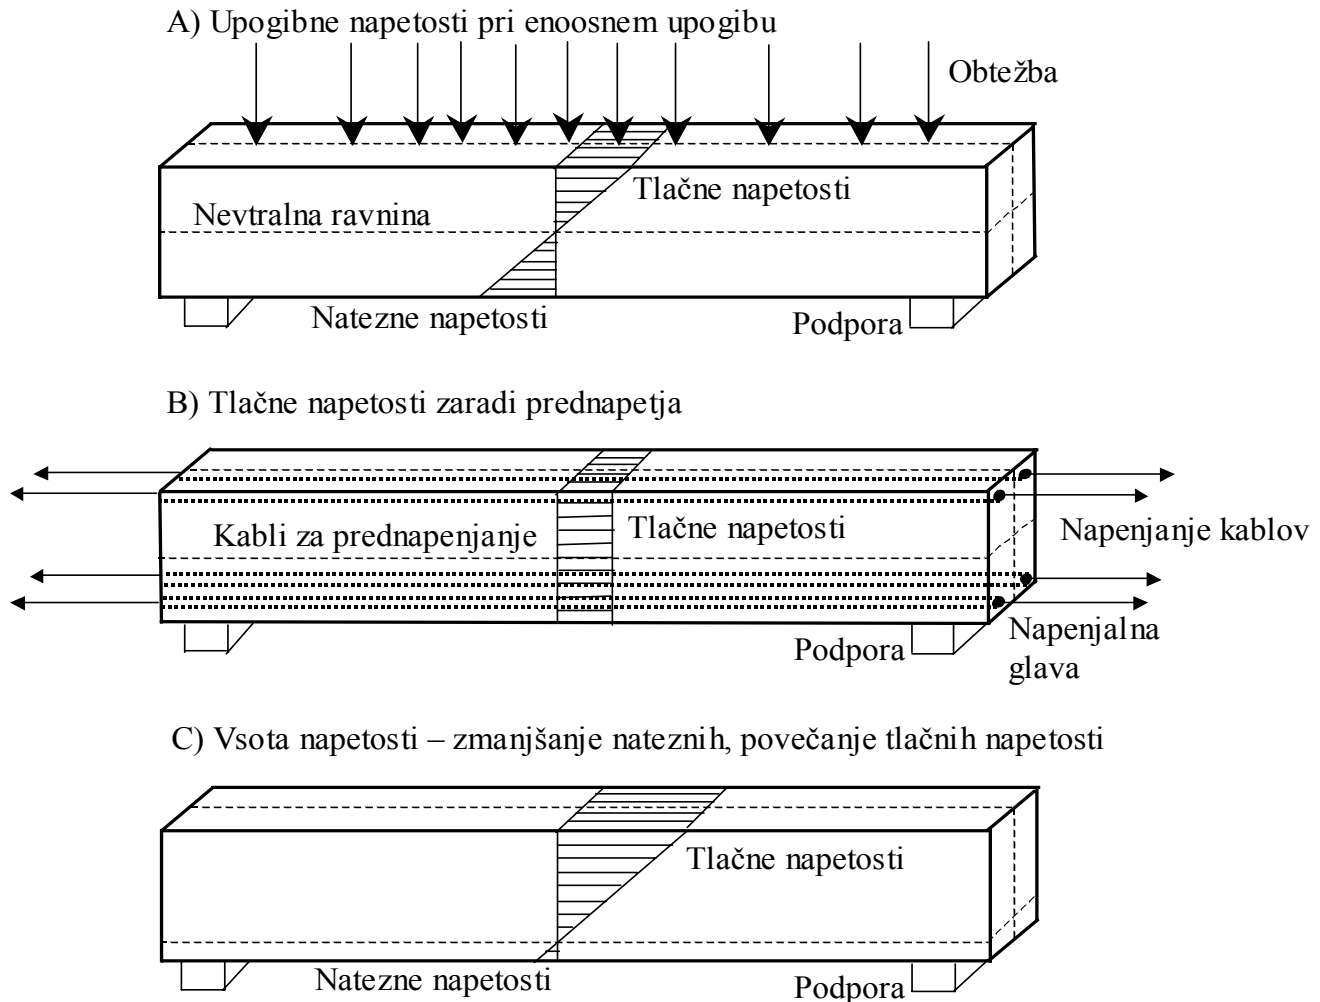 A) Upogibne napetosti pri enoosnem upogibu
Obtežba
Tlačne napetosti
Nevtralna ravnina
Natezne napetosti
Podpora
B) Tlačne napetosti zaradi prednapetja
Kabli za prednapenjanje
Tlačne napetosti
Napenjanje kablov
Podpora
Napenjalna
glava
C) Vsota napetosti – zmanjšanje nateznih, povečanje tlačnih napetosti
Tlačne napetosti
Natezne napetosti
Podpora